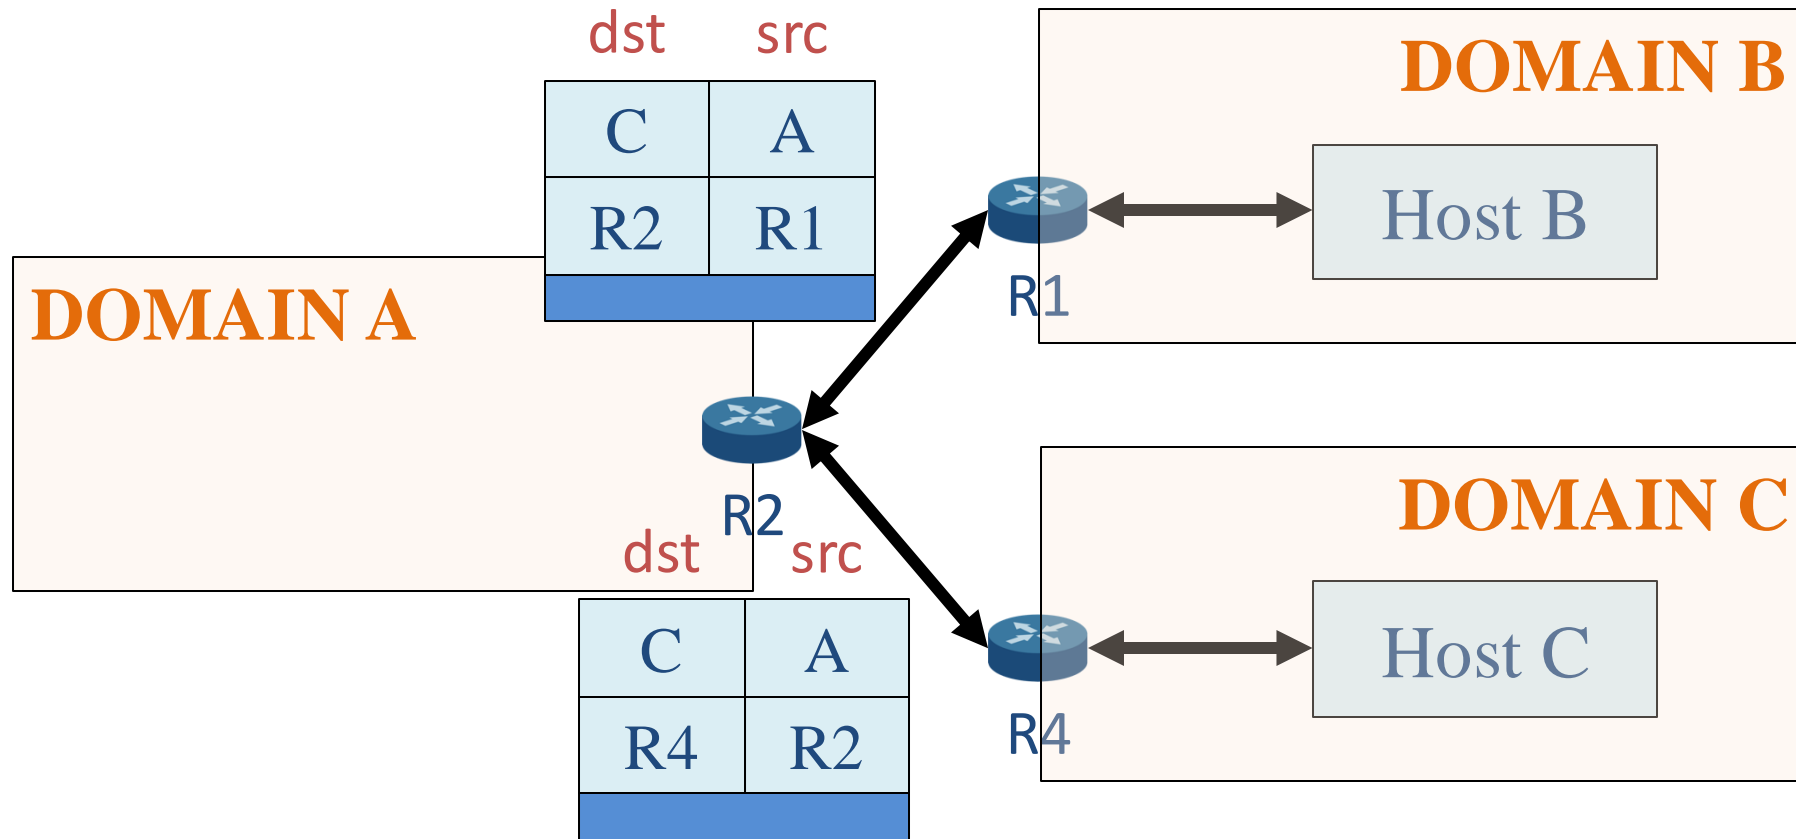 dst src
C A
R2 R1
DOMAIN A
R2
dst src
C A
R4 R2
DOMAIN B
Host B
R1
DOMAIN C
Host C
R4